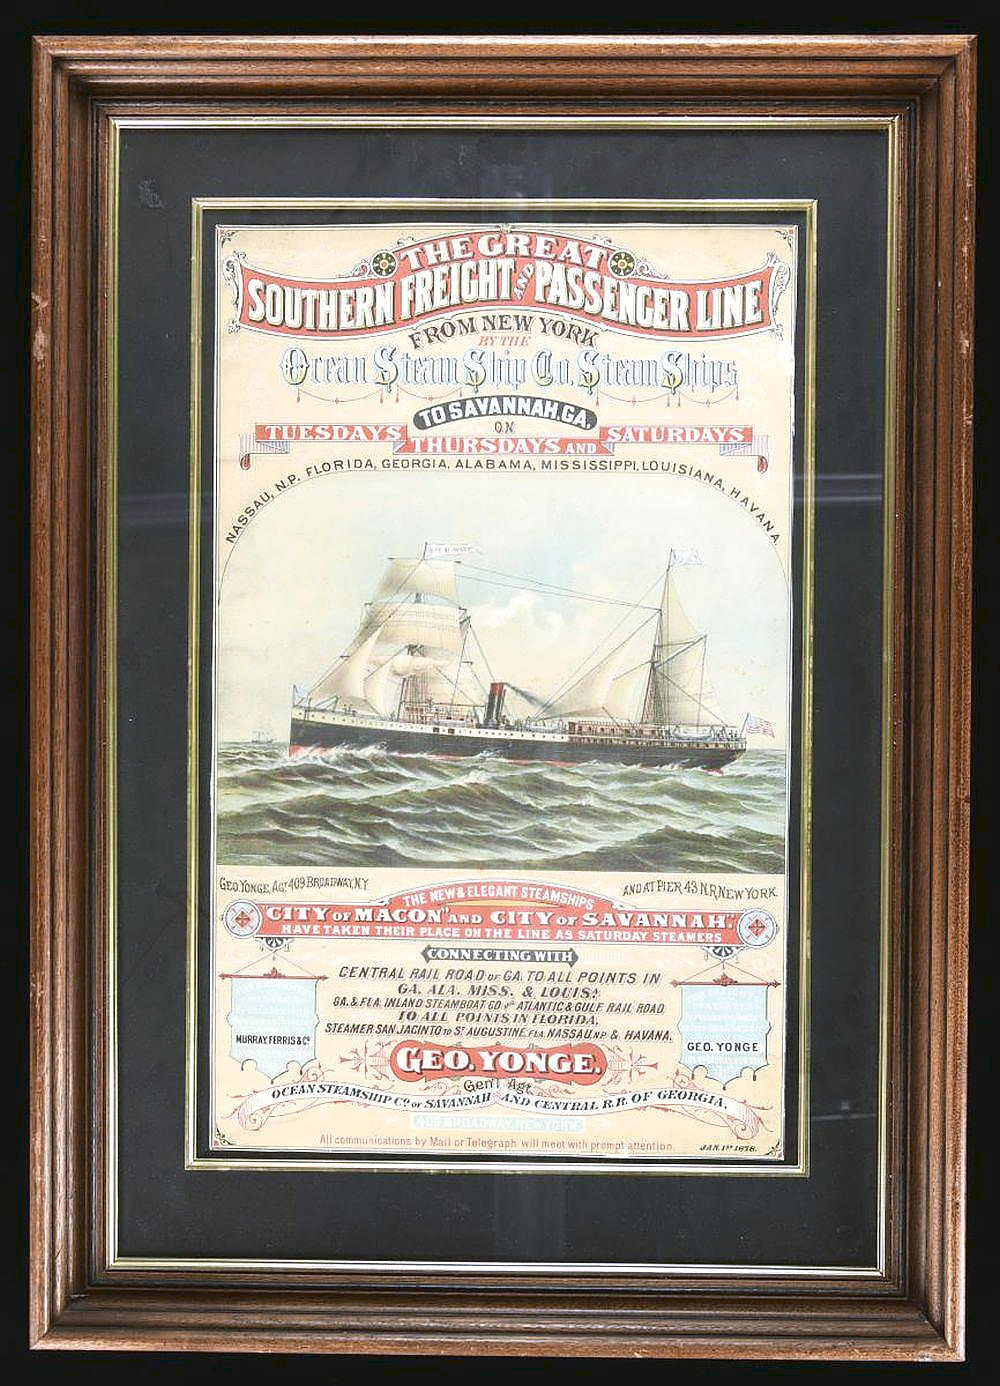 THE GREAT
SOUTHERN FREIGHT AND PASSENGER LINE
FROM NEW YORK
BY THE
Ocean Steam Ship Co. Steam Ships
TO SAVANNAH, GA.
ON
TUESDAYS THURSDAYS AND SATURDAYS
NASSAU, N.P. FLORIDA, GEORGIA, ALABAMA, MISSISSIPPI, LOUISIANA, HAVANA.
GEO. YONGE, AGT. 409 BROADWAY, N.Y. AND AT PIER 43 N.R. NEW YORK.
THE NEW & ELEGANT STEAMSHIPS
"CITY OF MACON" AND CITY OF SAVANNAH"
HAVE TAKEN THEIR PLACE ON THE LINE AS SATURDAY STEAMERS
CONNECTING WITH
CENTRAL RAIL ROAD OF GA. TO ALL POINTS IN
GA. ALA. MISS. & LOUISA.
GA. & FLA. INLAND STEAMBOAT CO. ATLANTIC & GULF RAIL ROAD
TO ALL POINTS IN FLORIDA,
STEAMER SAN JACINTO TO ST AUGUSTINE, FLA. NASSAU, N.P. & HAVANA.
MURRAY, FERRIS & CO
GEO. YONGE
GEO. YONGE.
Gen'l Agt.
OCEAN STEAMSHIP CO. OF SAVANNAH AND CENTRAL R.R. OF GEORGIA,
409 BROADWAY, NEW YORK.
All communications by Mail or Telegraph will meet with prompt attention.
JAN. 1ST 1878.